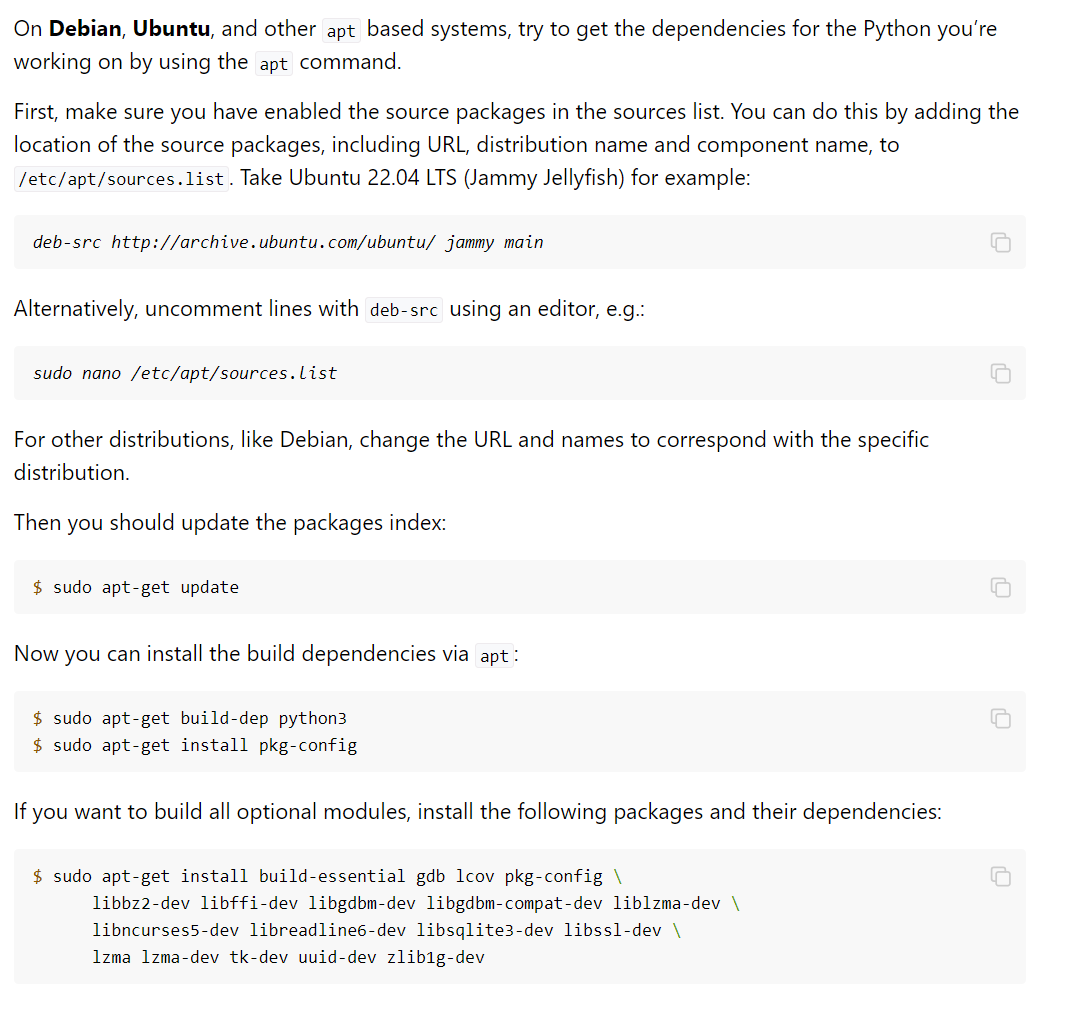 On Debian, Ubuntu, and other apt based systems, try to get the dependencies for the Python you’re
working on by using the apt command.
First, make sure you have enabled the source packages in the sources list. You can do this by adding the
location of the source packages, including URL, distribution name and component name, to
/etc/apt/sources.list. Take Ubuntu 22.04 LTS (Jammy Jellyfish) for example:
deb-src http://archive.ubuntu.com/ubuntu/ jammy main
Alternatively, uncomment lines with deb-src using an editor, e.g.:
sudo nano /etc/apt/sources.list
For other distributions, like Debian, change the URL and names to correspond with the specific
distribution.
Then you should update the packages index:
$ sudo apt-get update
Now you can install the build dependencies via apt:
$ sudo apt-get build-dep python3
$ sudo apt-get install pkg-config
If you want to build all optional modules, install the following packages and their dependencies:
$ sudo apt-get install build-essential gdb lcov pkg-config \
libbz2-dev libffi-dev libgdbm-dev libgdbm-compat-dev liblzma-dev \
libncurses5-dev libreadline6-dev libsqlite3-dev libssl-dev \
lzma lzma-dev tk-dev uuid-dev zlib1g-dev